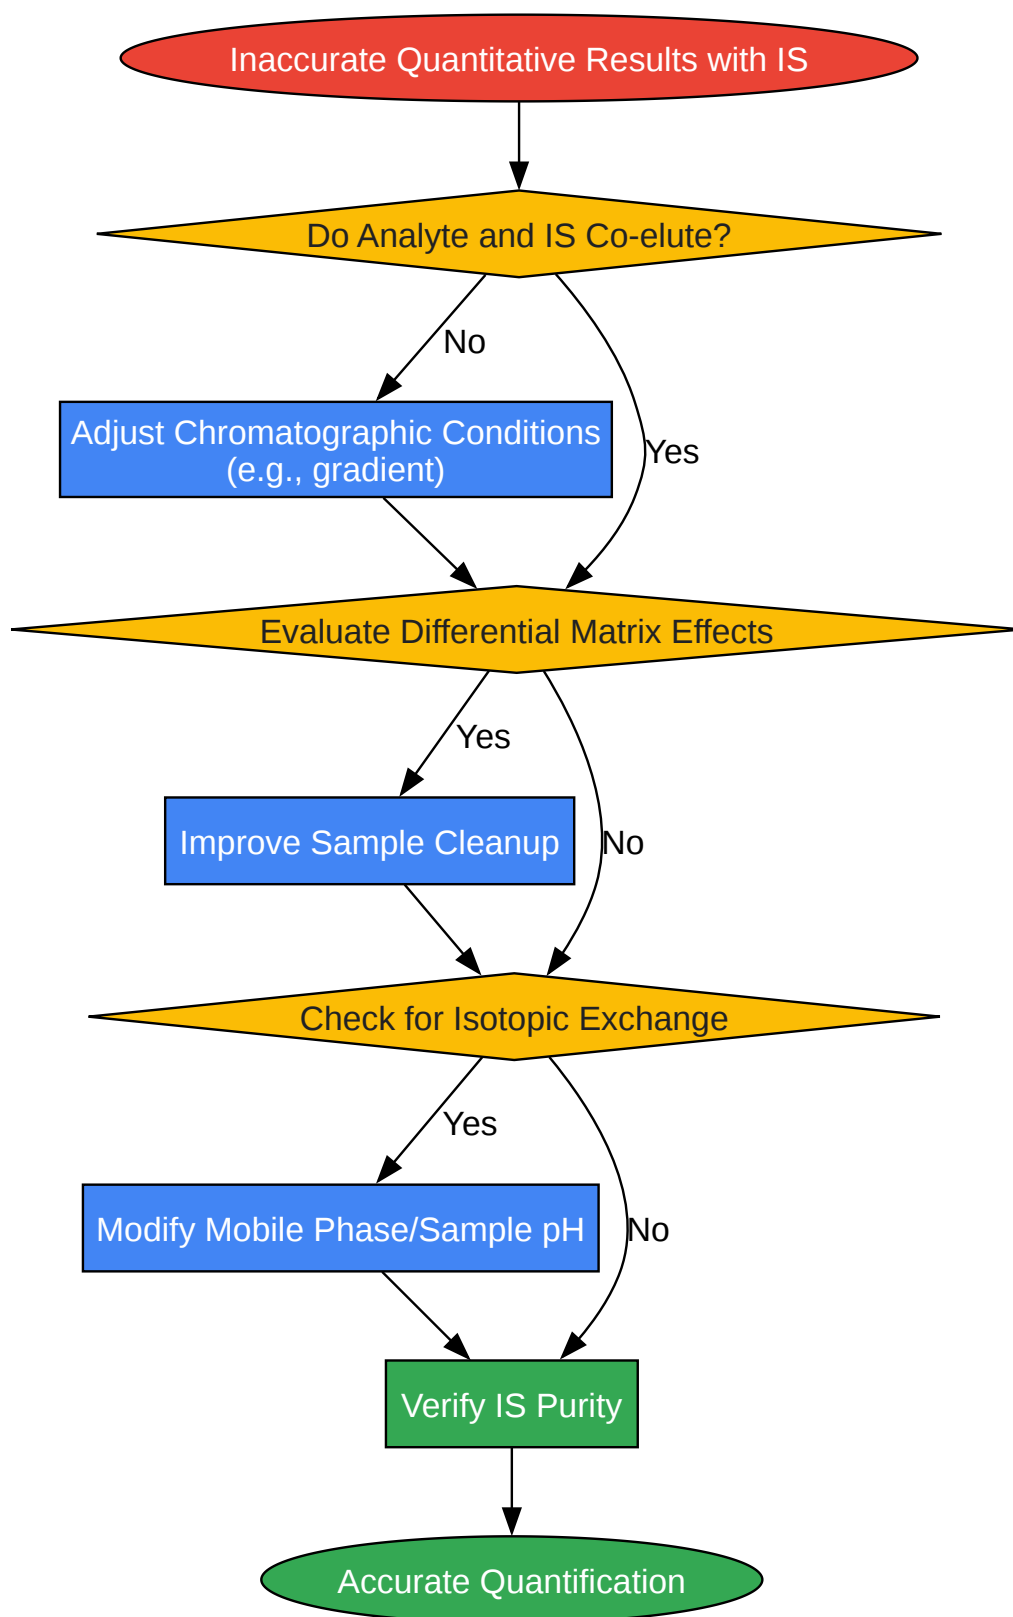 Inaccurate Quantitative Results with IS
Do Analyte and IS Co-elute?
No
Adjust Chromatographic Conditions
(e.g., gradient)
Yes
Evaluate Differential Matrix Effects
Yes
Improve Sample Cleanup
No
Check for Isotopic Exchange
Yes
Modify Mobile Phase/Sample pH
No
Verify IS Purity
Accurate Quantification